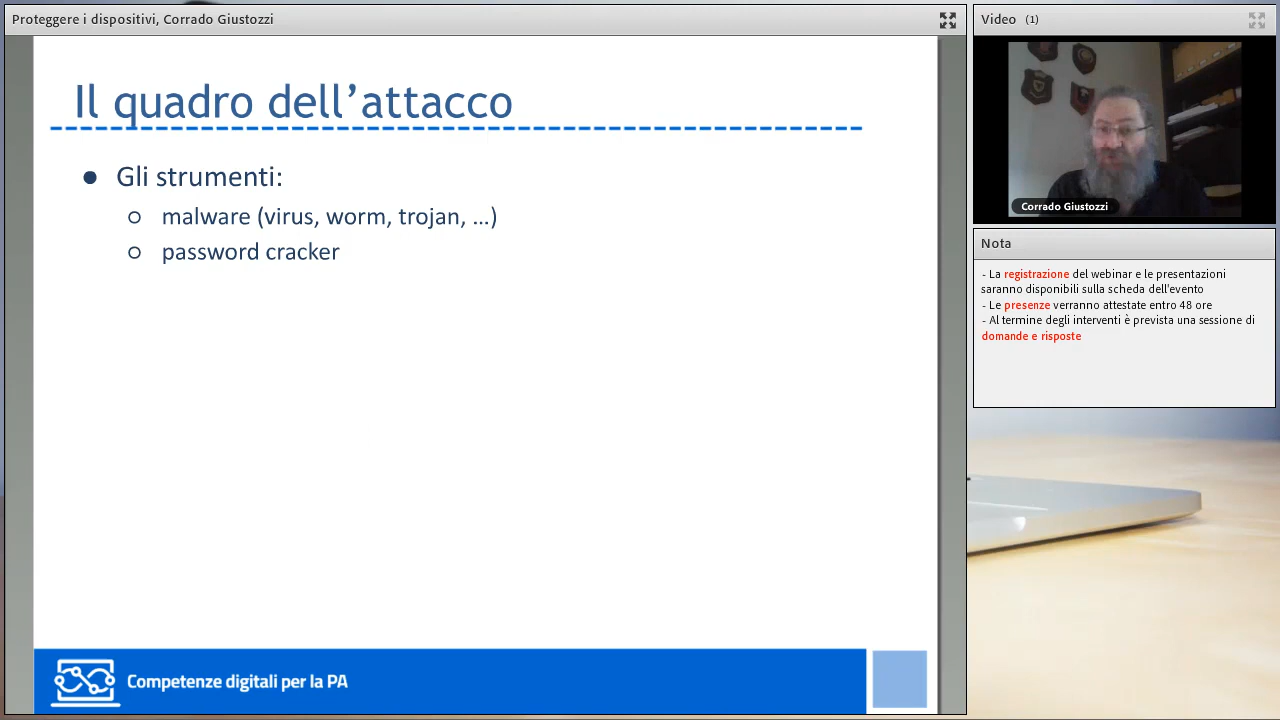 Proteggere i dispositivi, Corrado Giustozzi
Il quadro dell’attacco
● Gli strumenti:
○ malware (virus, worm, trojan, …)
○ password cracker
Competenze digitali per la PA
Video (1)
Corrado Giustozzi
Nota
- La registrazione del webinar e le presentazioni
saranno disponibili sulla scheda dell'evento
- Le presenze verranno attestate entro 48 ore
- Al termine degli interventi è prevista una sessione di
domande e risposte